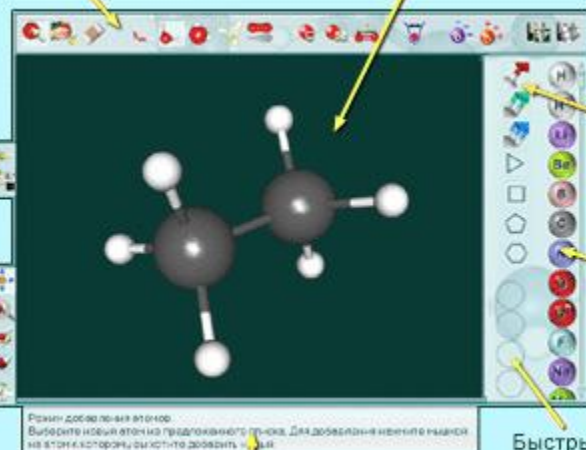 H
H
Li
Be
B
C
F
Режим добавления атомов
Выберите новый атом из предложенного списка. Для добавления нажмите мышкой
на атом к которому вы хотите добавить новый
Быстры